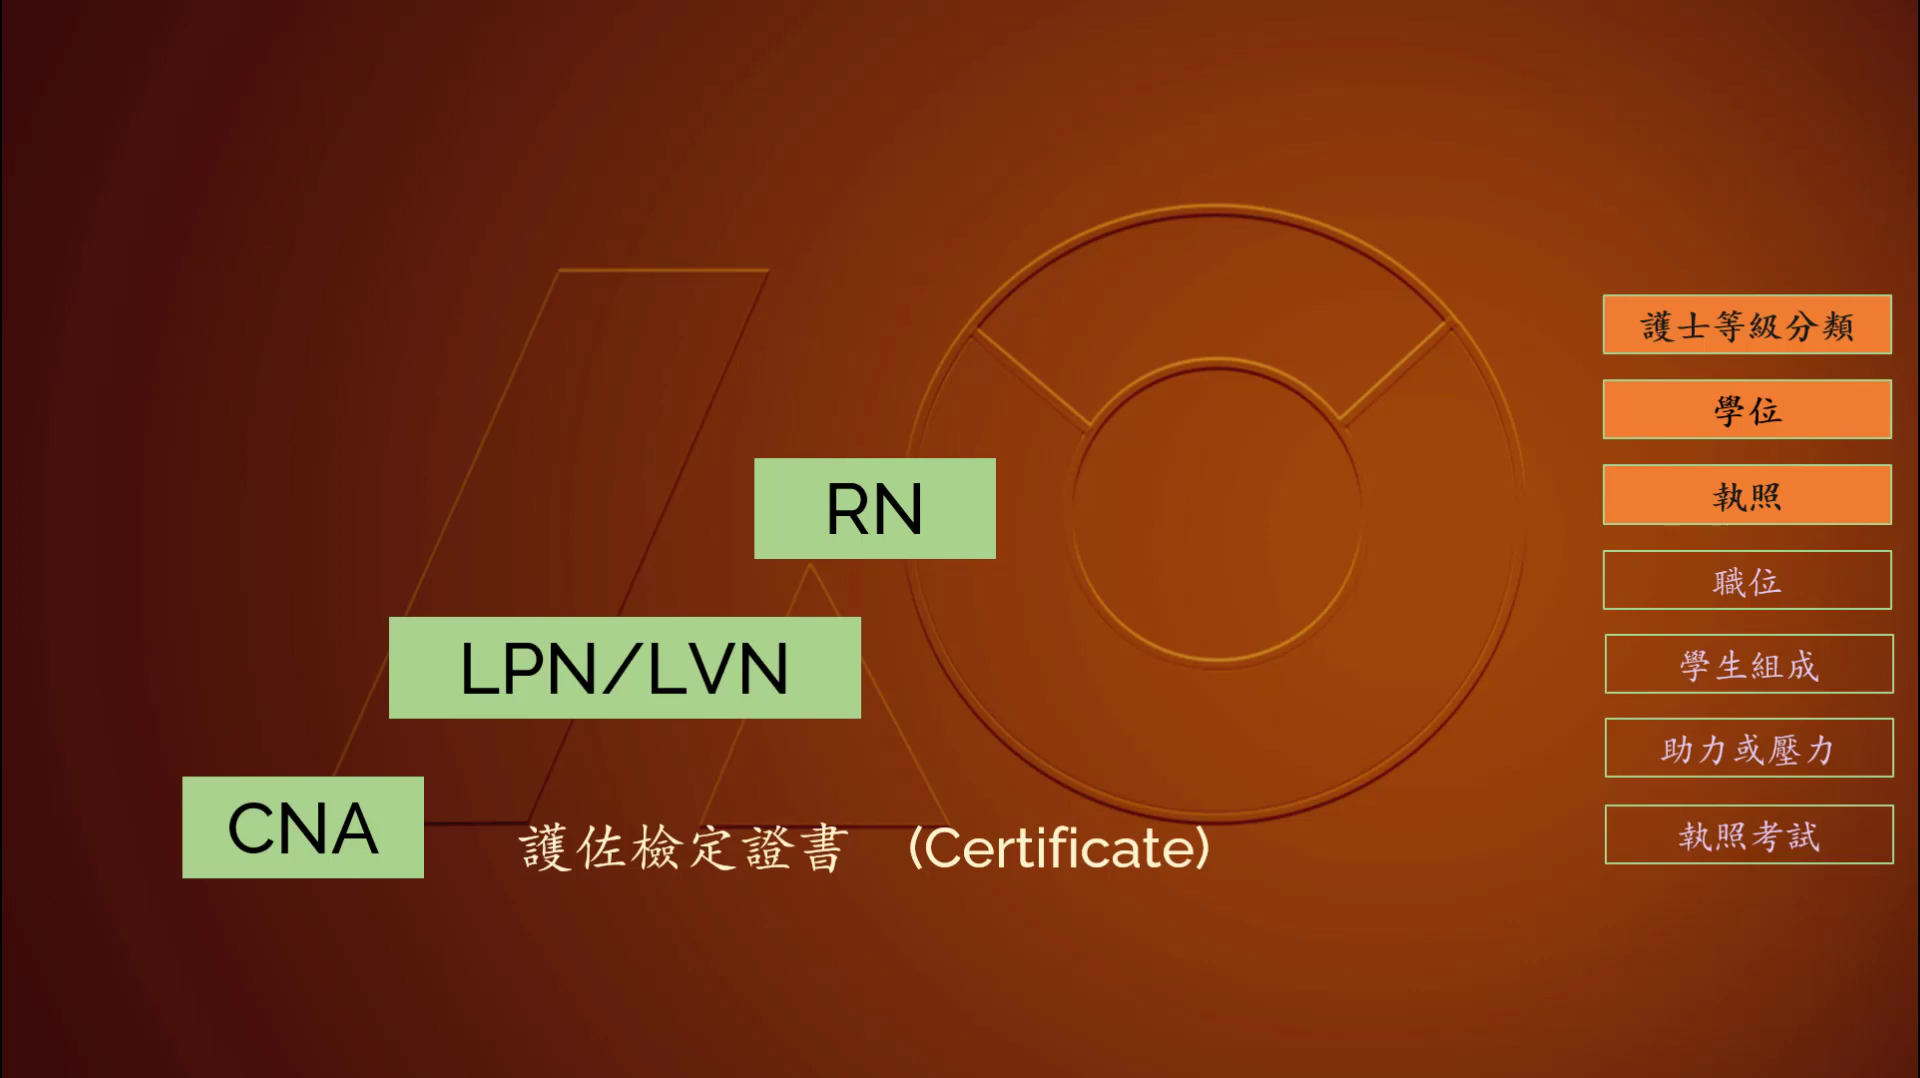 RN
LPN/LVN
CNA
護佐檢定證書 (Certificate)
護士等級分類
學位
執照
職位
學生組成
助力或壓力
執照考試